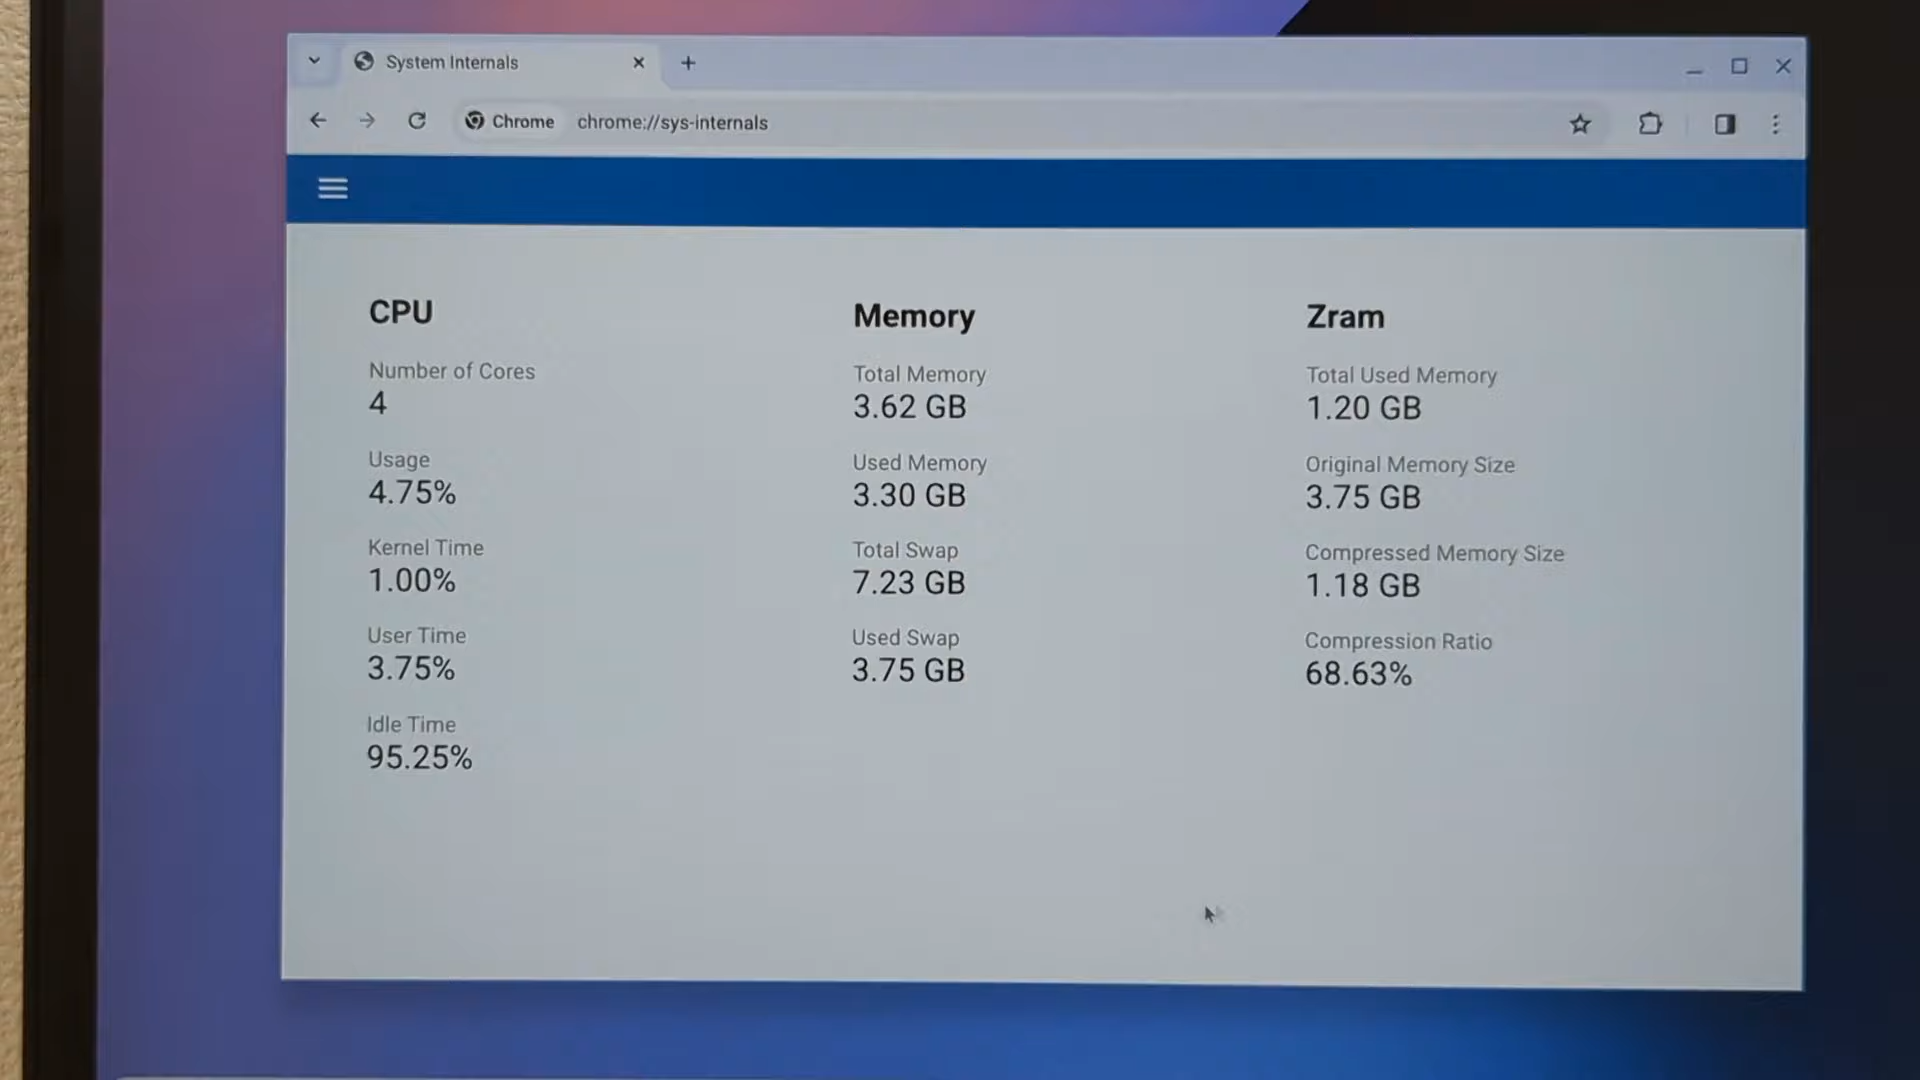 System Internals
Chrome chrome://sys-internals
CPU
Number of Cores
4
Usage
4.75%
Kernel Time
1.00%
User Time
3.75%
Idle Time
95.25%
Memory
Total Memory
3.62 GB
Used Memory
3.30 GB
Total Swap
7.23 GB
Used Swap
3.75 GB
Zram
Total Used Memory
1.20 GB
Original Memory Size
3.75 GB
Compressed Memory Size
1.18 GB
Compression Ratio
68.63%